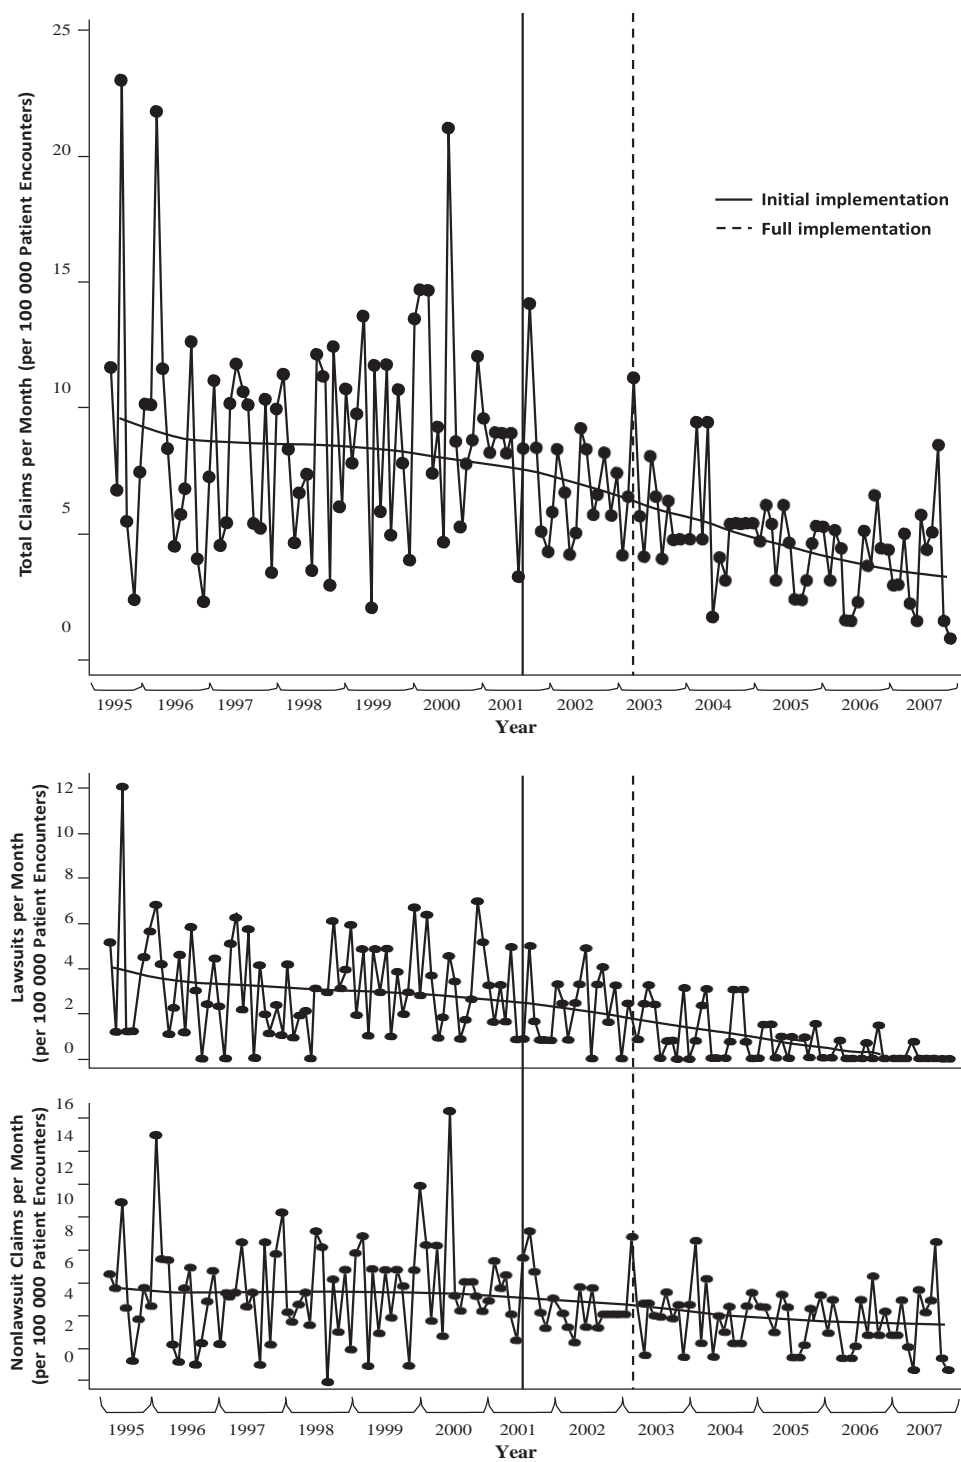 Total Claims per Month (per 100 000 Patient Encounters)
25
20
15
10
5
0
Initial implementation
Full implementation
1995 1996 1997 1998 1999 2000 2001 2002 2003 2004 2005 2006 2007
Year
Lawsuits per Month
(per 100 000 Patient Encounters)
12
10
8
6
4
2
0
Nonlawsuit Claims per Month
(per 100 000 Patient Encounters)
16
14
12
10
8
6
4
2
0
1995 1996 1997 1998 1999 2000 2001 2002 2003 2004 2005 2006 2007
Year